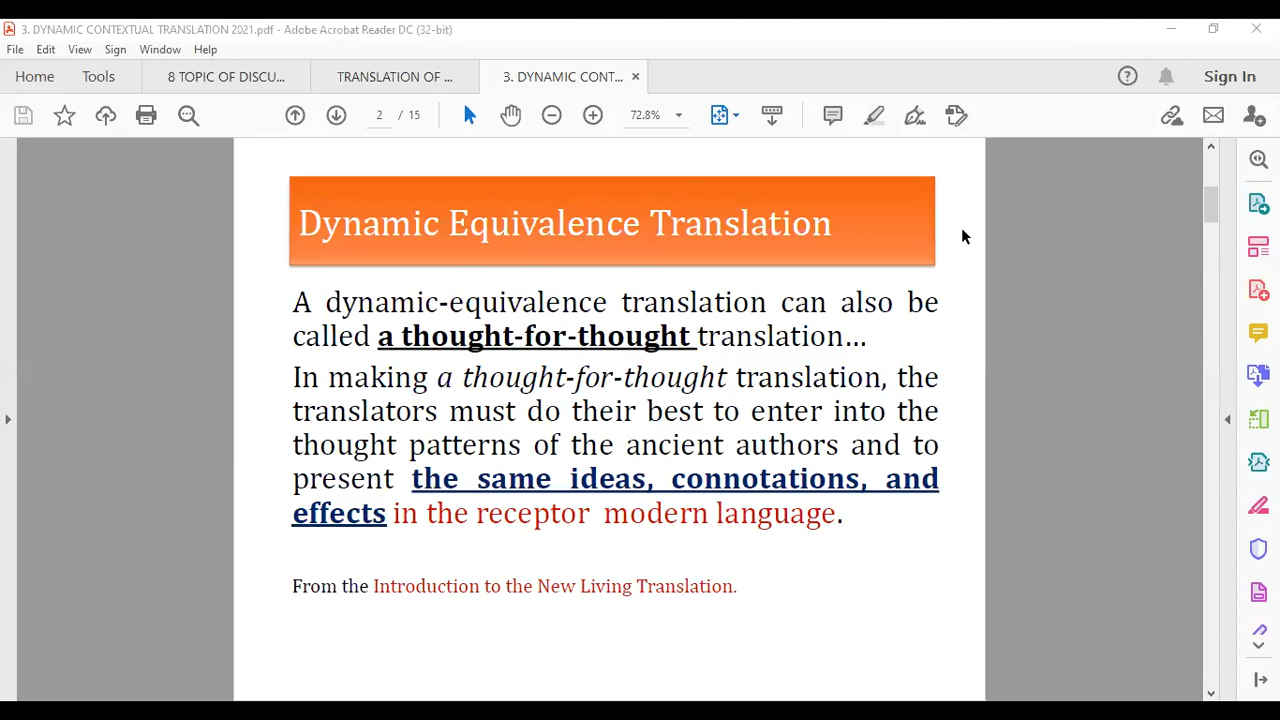 3. DYNAMIC CONTEXTUAL TRANSLATION 2021.pdf - Adobe Acrobat Reader DC (32-bit)
File Edit View Sign Window Help
Home Tools 8 TOPIC OF DISCU... TRANSLATION OF ... 3. DYNAMIC CONT... × Sign In
2 / 15 72.8%
Dynamic Equivalence Translation
A dynamic-equivalence translation can also be
called a thought-for-thought translation…
In making a thought-for-thought translation, the
translators must do their best to enter into the
thought patterns of the ancient authors and to
present the same ideas, connotations, and
effects in the receptor modern language.
From the Introduction to the New Living Translation.